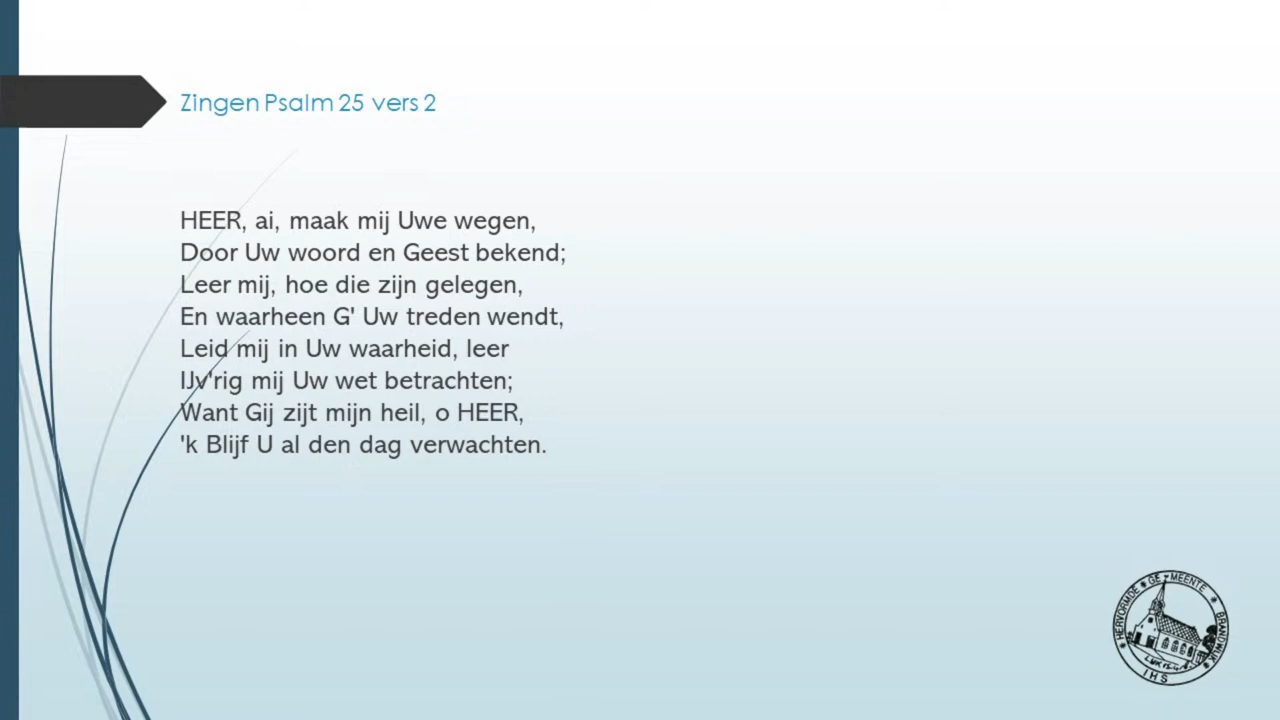 Zingen Psalm 25 vers 2
HEER, ai, maak mij Uwe wegen,
Door Uw woord en Geest bekend;
Leer mij, hoe die zijn gelegen,
En waarheen G' Uw treden wendt,
Leid mij in Uw waarheid, leer
IJv'rig mij Uw wet betrachten;
Want Gij zijt mijn heil, o HEER,
'k Blijf U al den dag verwachten.
HERVORMDE GEMEENTE BRANDWIJK
IHS